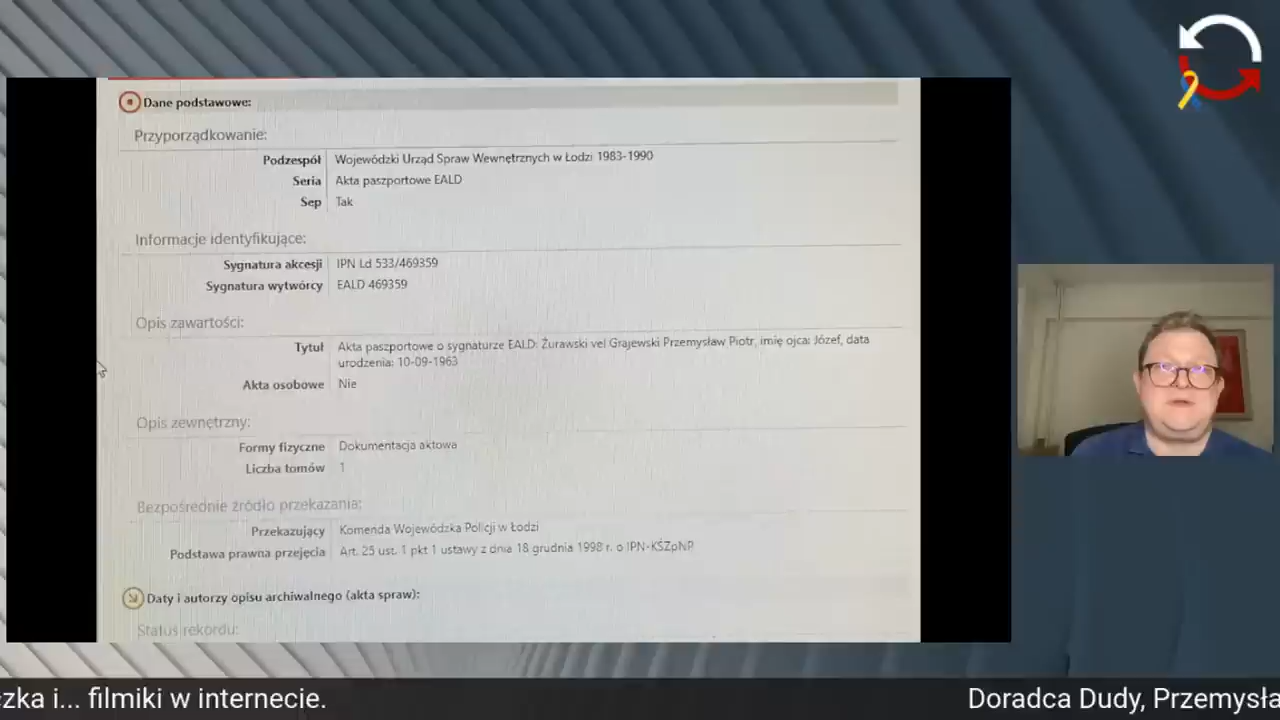 Dane podstawowe:
Przyporządkowanie:
Podzespół Wojewódzki Urząd Spraw Wewnętrznych w Łodzi 1983-1990
Seria Akta paszportowe EALD
Sep Tak
Informacje identyfikujące:
Sygnatura akcesji IPN Ld 533/469359
Sygnatura wytwórcy EALD 469359
Opis zawartości:
Tytuł Akta paszportowe o sygnaturze EALD: Żurawski vel Grajewski Przemysław Piotr, imię ojca: Józef, data
urodzenia: 10-09-1963
Akta osobowe Nie
Opis zewnętrzny:
Formy fizyczne Dokumentacja aktowa
Liczba tomów 1
Bezpośrednie źródło przekazania:
Przekazujący Komenda Wojewódzka Policji w Łodzi
Podstawa prawna przejęcia Art. 25 ust. 1 pkt 1 ustawy z dnia 18 grudnia 1998 r. o IPN-KŚZpNP
Daty i autorzy opisu archiwalnego (akta spraw):
Status rekordu:
czka i... filmiki w internecie. Doradca Dudy, Przemysła